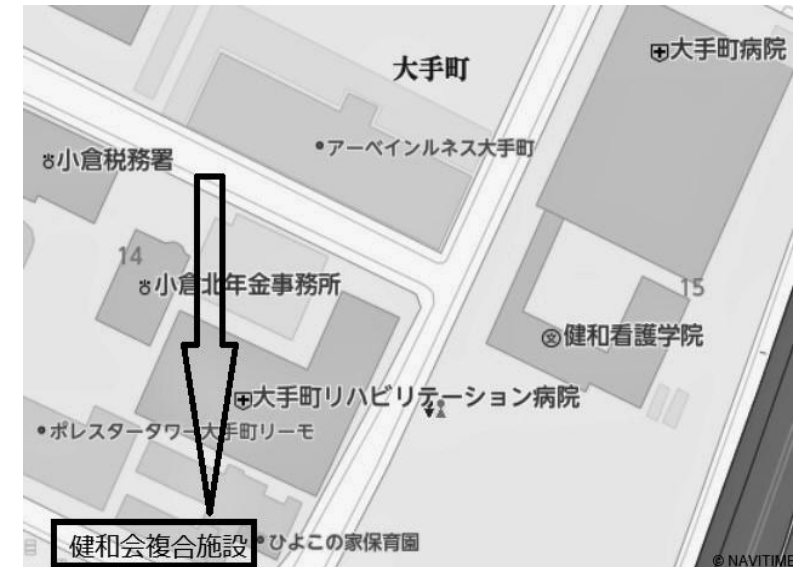 大手町
大手町病院
アーベインルネス大手町
小倉税務署
14
小倉北年金事務所
15
健和看護学院
大手町リハビリテーション病院
ポレスタータワー大手町リーモ
健和会複合施設
ひよこの家保育園
© NAVITIME